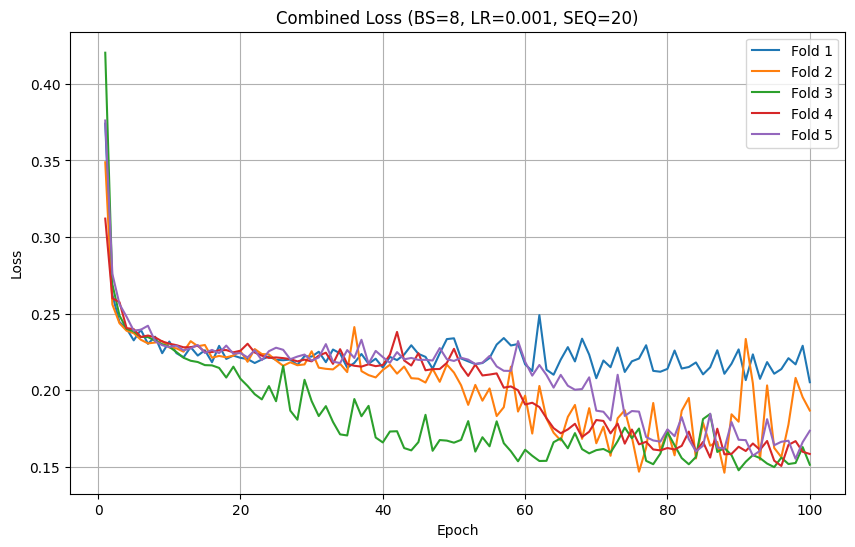 Combined Loss (BS=8, LR=0.001, SEQ=20)
Fold 1
Fold 2
Fold 3
Fold 4
Fold 5
Loss
0.40
0.35
0.30
0.25
0.20
0.15
0
20
40
60
80
100
Epoch